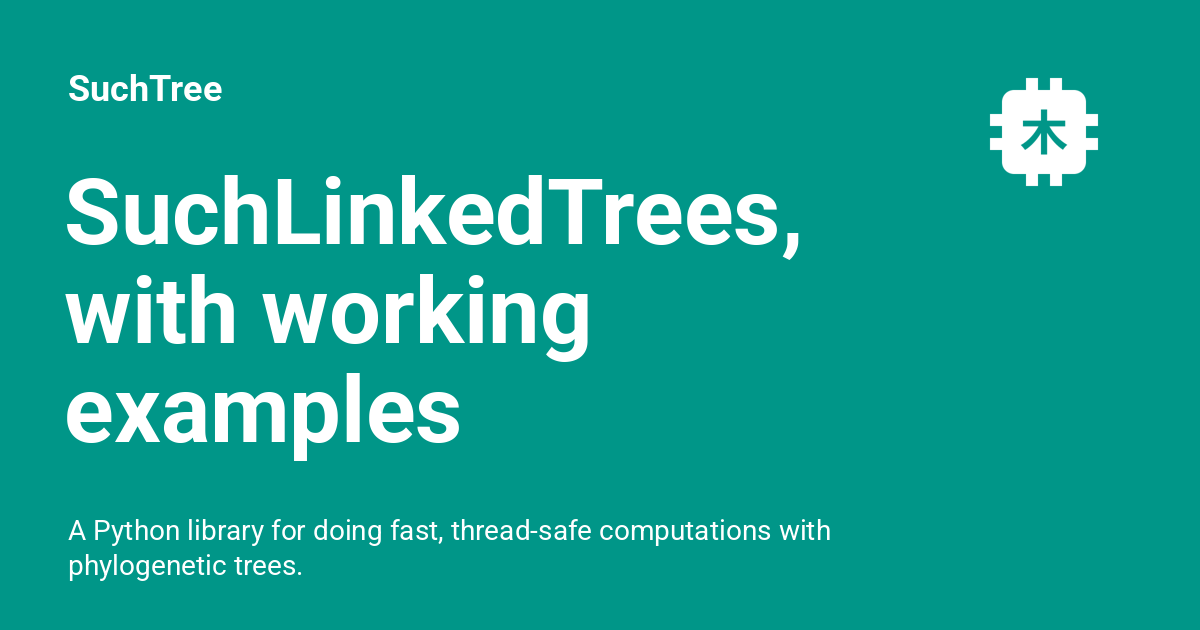 SuchTree
木
SuchLinkedTrees,
with working
examples
A Python library for doing fast, thread-safe computations with
phylogenetic trees.